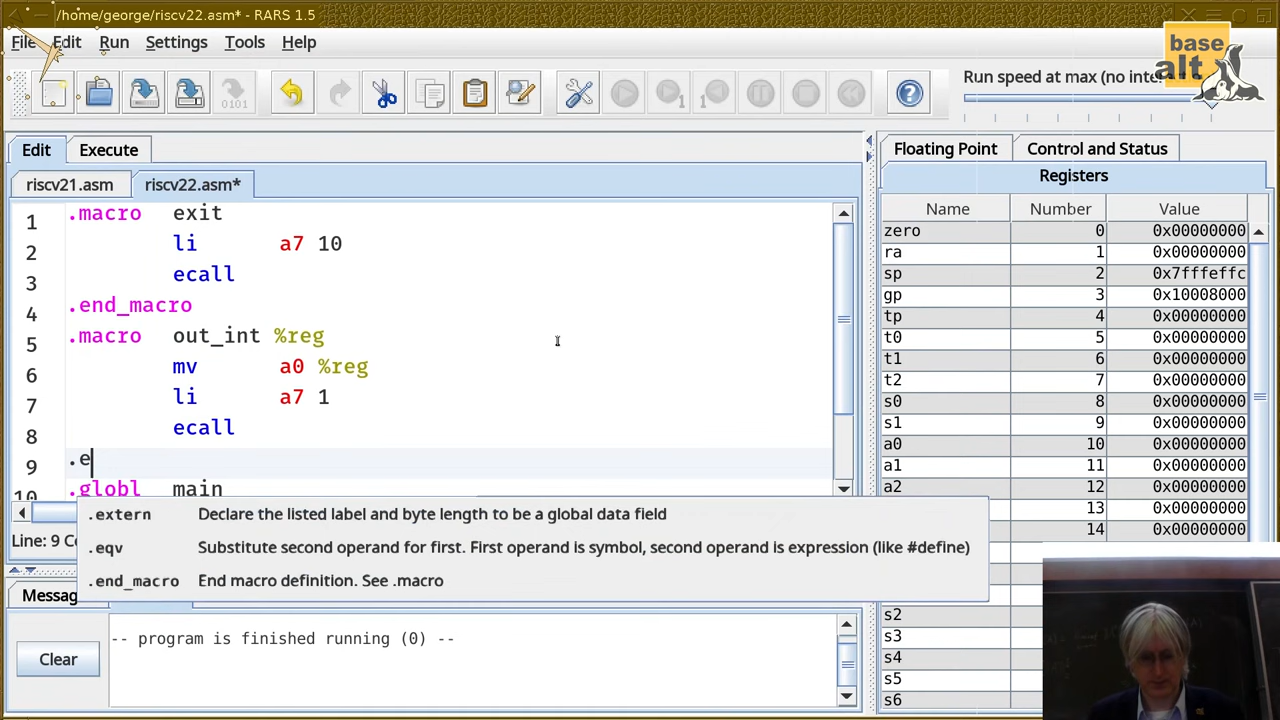 /home/george/riscv22.asm* - RARS 1.5
File Edit Run Settings Tools Help
base alt
Run speed at max (no inte
Edit Execute
riscv21.asm riscv22.asm*
1 .macro exit
2 li a7 10
3 ecall
4 .end_macro
5 .macro out_int %reg
6 mv a0 %reg
7 li a7 1
8 ecall
9 .e
10 .globl main
.extern Declare the listed label and byte length to be a global data field
.eqv Substitute second operand for first. First operand is symbol, second operand is expression (like #define)
.end_macro End macro definition. See .macro
Line: 9 Co
Messag
-- program is finished running (0) --
Clear
Floating Point Control and Status
Registers
Name Number Value
zero 0 0x00000000
ra 1 0x00000000
sp 2 0x7fffeffc
gp 3 0x10008000
tp 4 0x00000000
t0 5 0x00000000
t1 6 0x00000000
t2 7 0x00000000
s0 8 0x00000000
s1 9 0x00000000
a0 10 0x00000000
a1 11 0x00000000
a2 12 0x00000000
13 0x00000000
14 0x00000000
s2
s3
s4
s5
s6